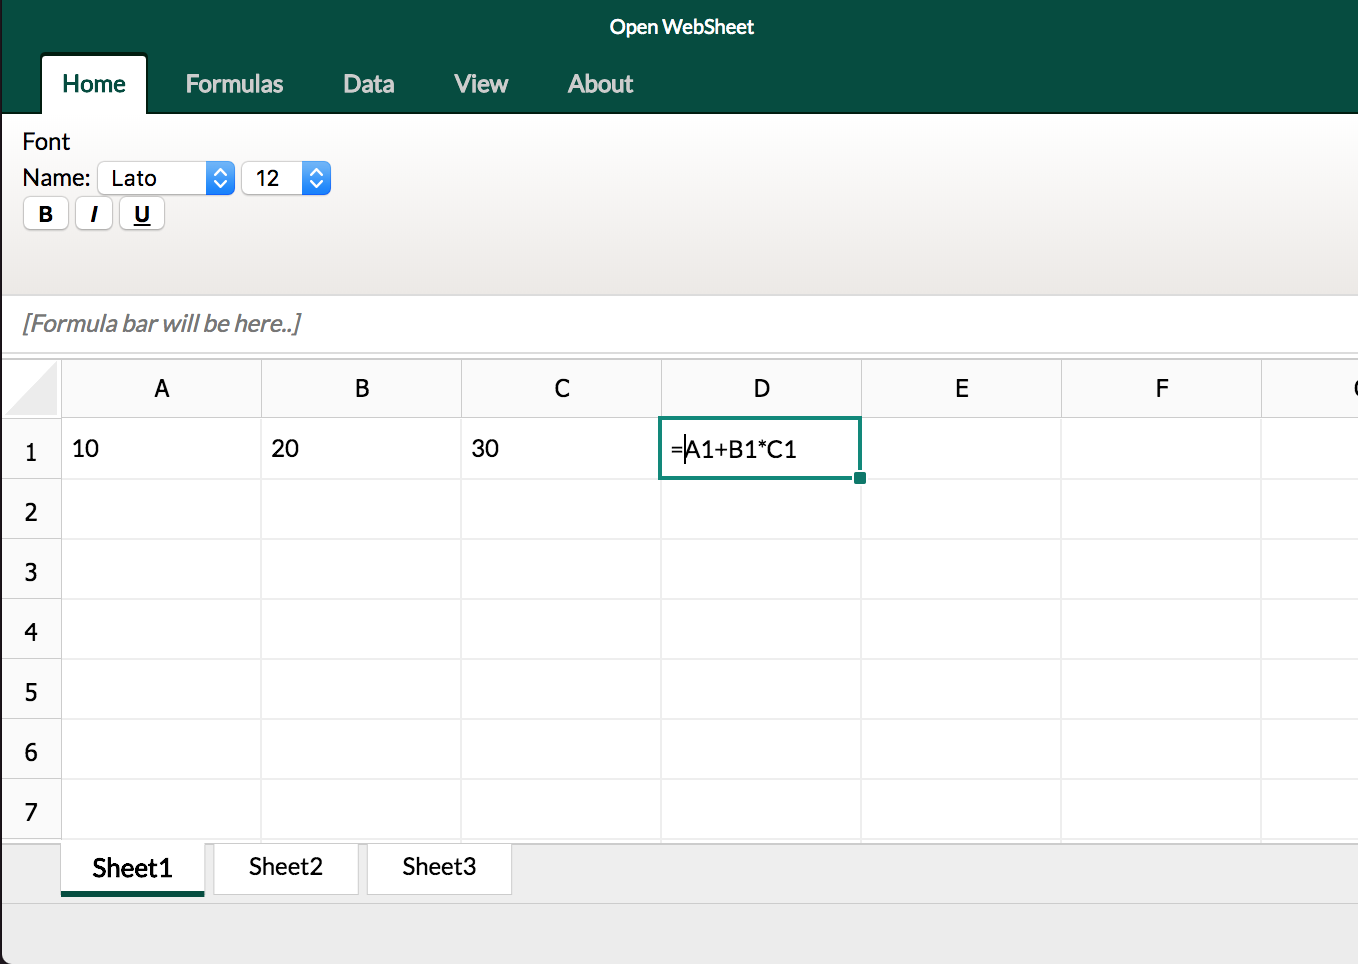 Open WebSheet
Home Formulas Data View About
Font
Name: Lato 12
B I U
[Formula bar will be here..]
A B C D E F
1 10 20 30 =A1+B1*C1
2
3
4
5
6
7
Sheet1 Sheet2 Sheet3